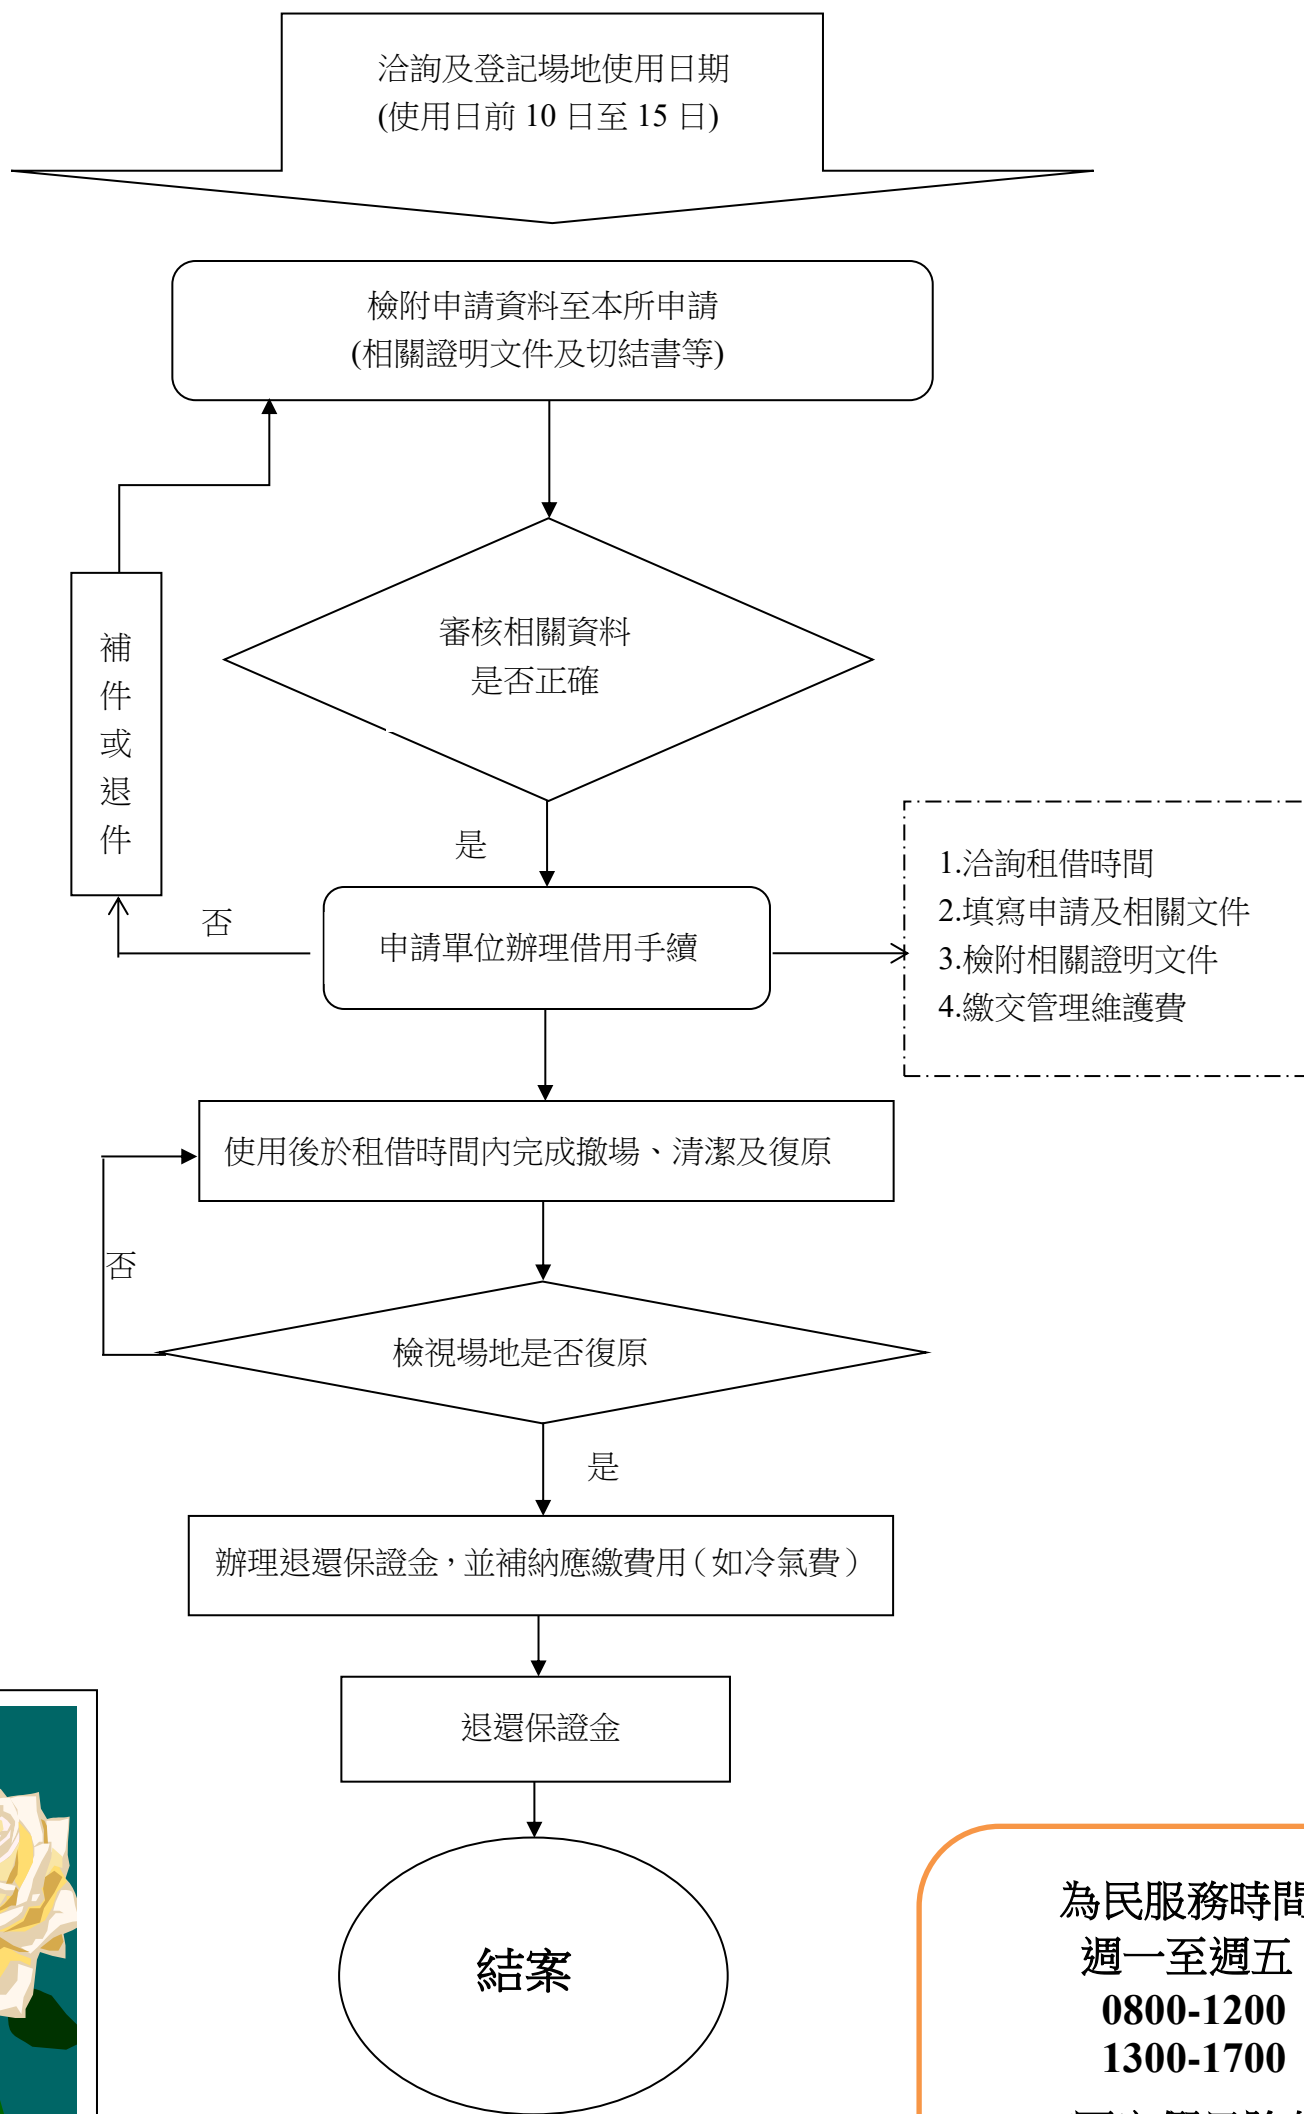 洽詢及登記場地使用日期
(使用日前 10 日至 15 日)
檢附申請資料至本所申請
(相關證明文件及切結書等)
審核相關資料
是否正確
補
件
或
退
件
是
否
申請單位辦理借用手續
1.洽詢租借時間
2.填寫申請及相關文件
3.檢附相關證明文件
4.繳交管理維護費
使用後於租借時間內完成撤場、清潔及復原
否
檢視場地是否復原
是
辦理退還保證金，並補納應繳費用（如冷氣費）
退還保證金
結案
為民服務時間
週一至週五
0800-1200
1300-1700